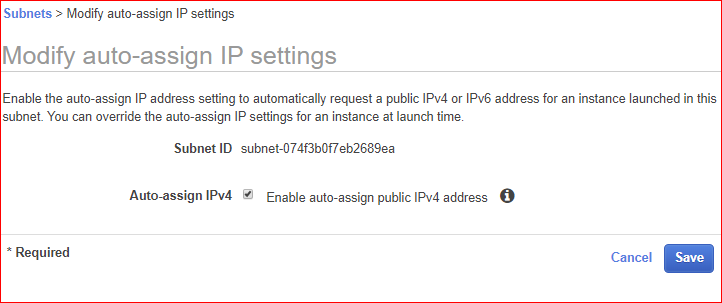 Subnets > Modify auto-assign IP settings
Modify auto-assign IP settings
Enable the auto-assign IP address setting to automatically request a public IPv4 or IPv6 address for an instance launched in this
subnet. You can override the auto-assign IP settings for an instance at launch time.
Subnet ID subnet-074f3b0f7eb2689ea
Auto-assign IPv4 Enable auto-assign public IPv4 address
* Required Cancel Save